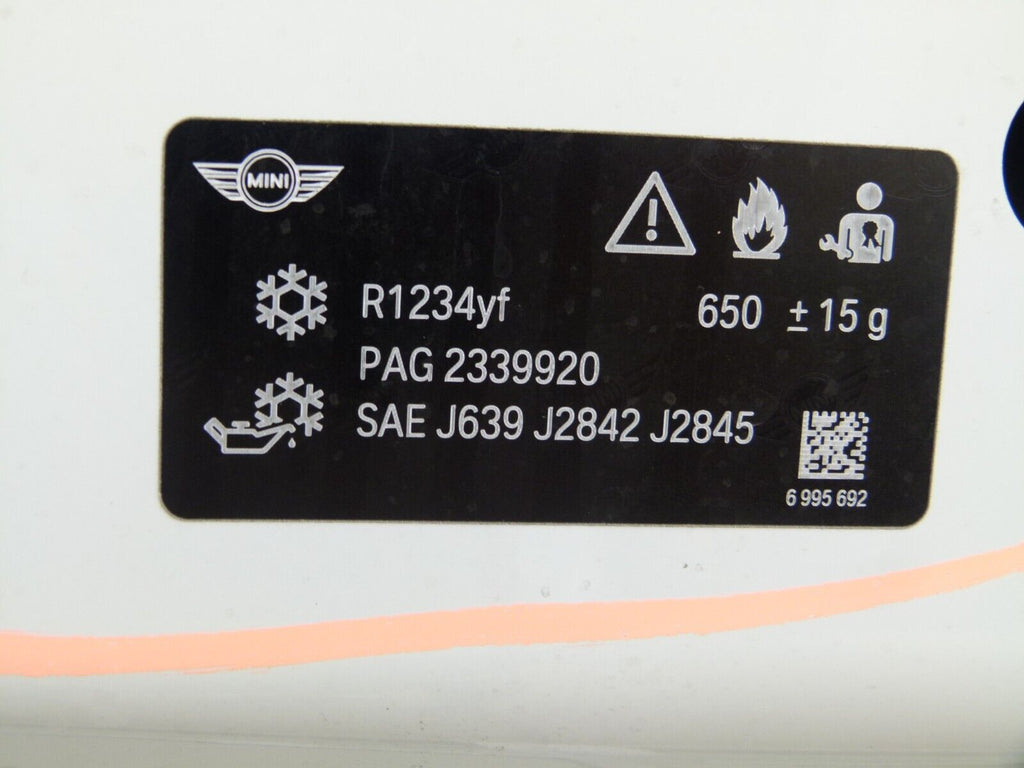 MINI
R1234yf 650 ± 15 g
PAG 2339920
SAE J639 J2842 J2845
6 995 692